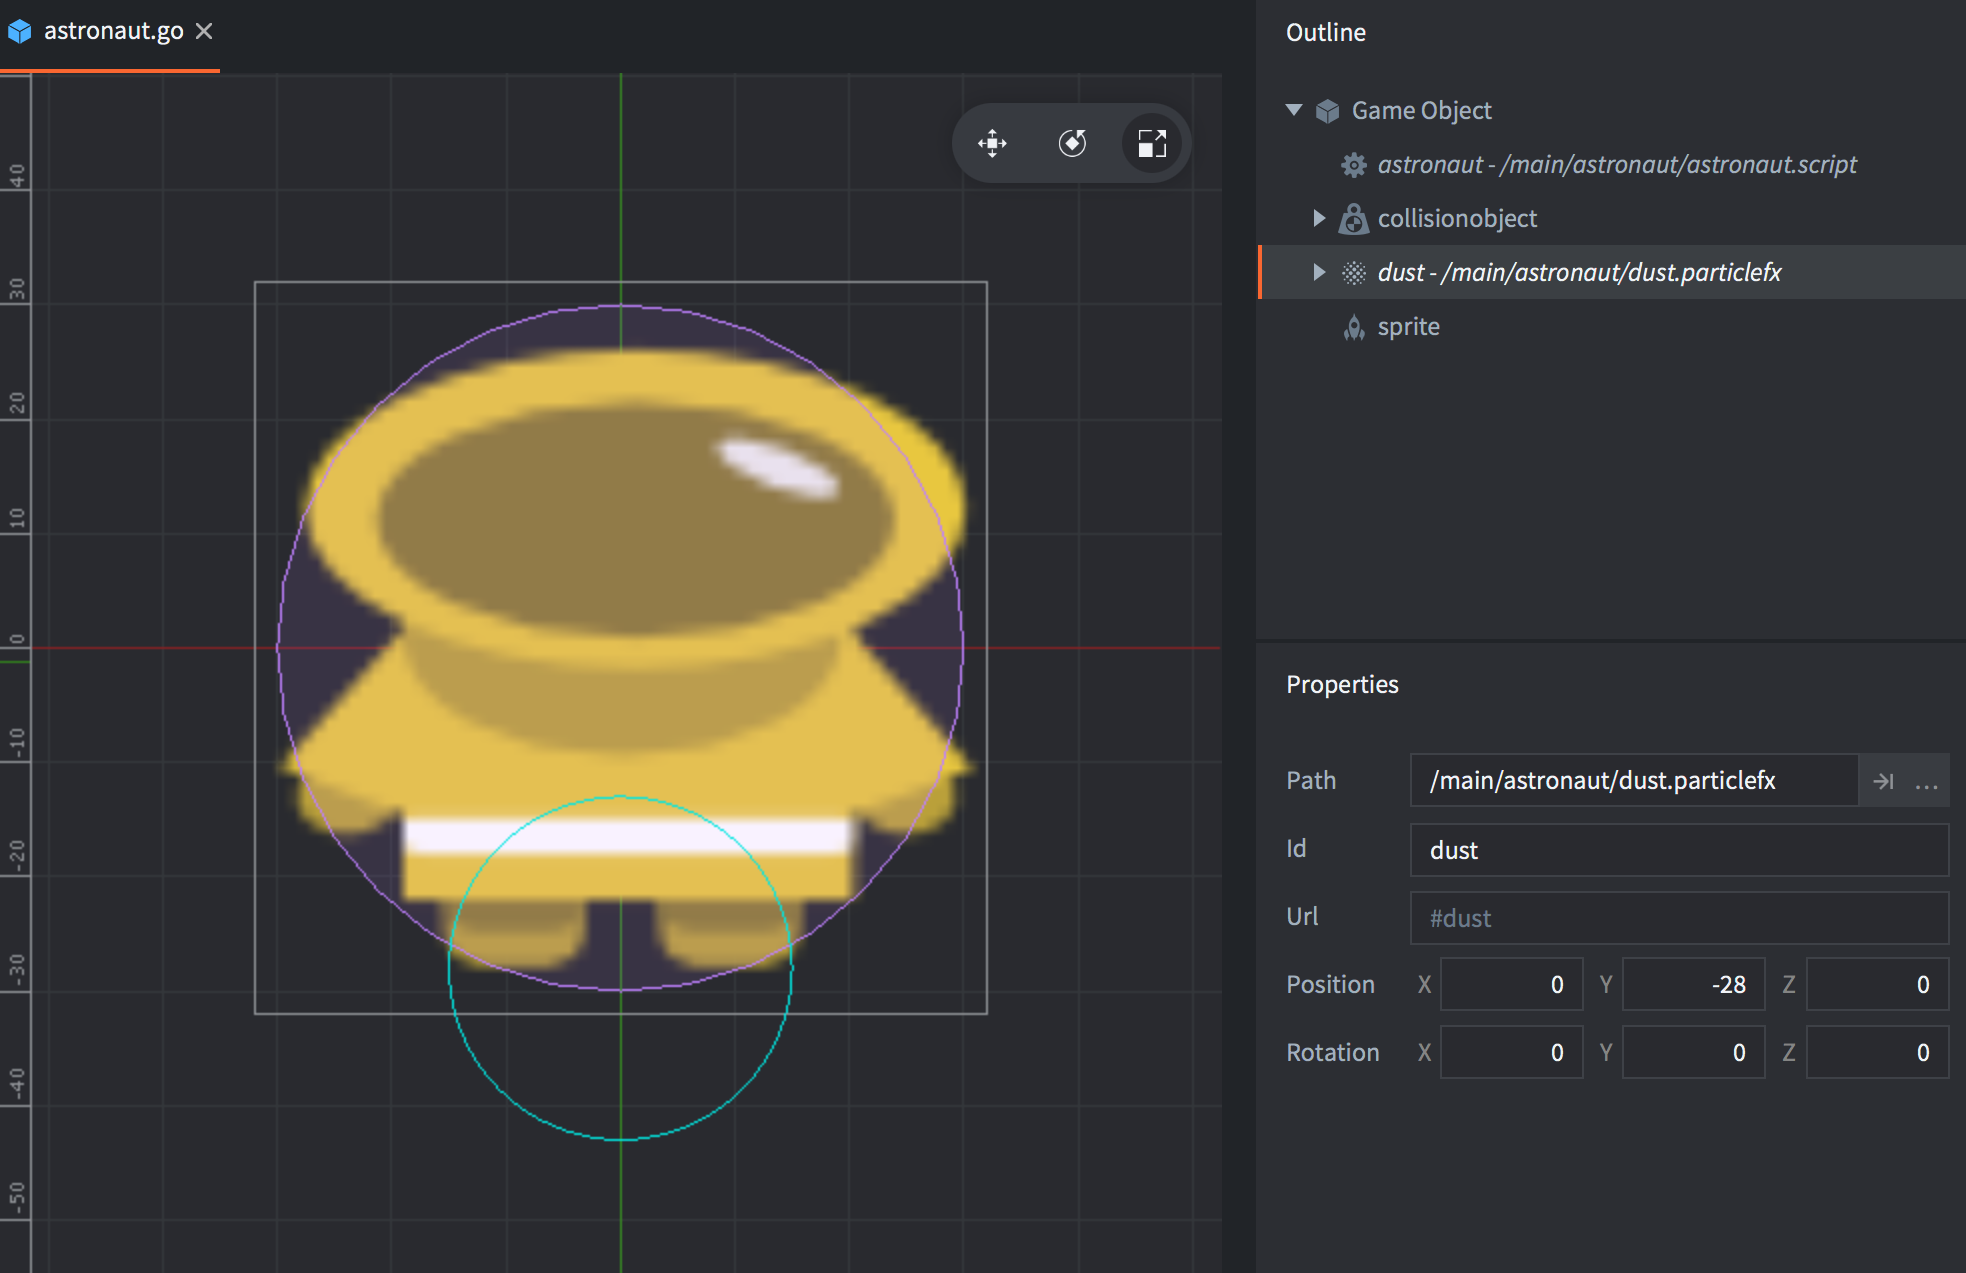 astronaut.go
40
30
20
10
0
-10
-20
-30
-40
-50
Outline
Game Object
astronaut - /main/astronaut/astronaut.script
collisionobject
dust - /main/astronaut/dust.particlefx
sprite
Properties
Path /main/astronaut/dust.particlefx ...
Id dust
Url #dust
Position X 0 Y -28 Z 0
Rotation X 0 Y 0 Z 0